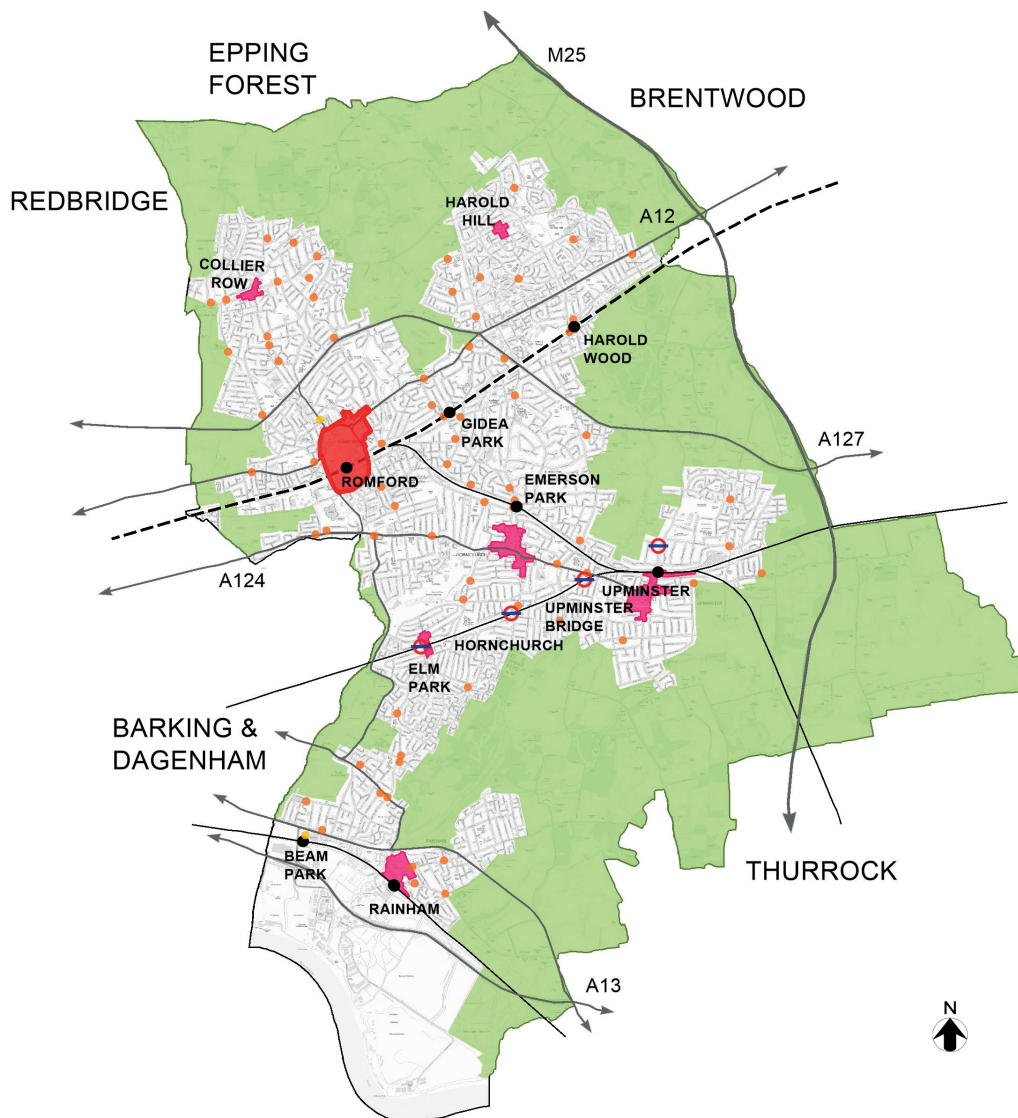 EPPING
FOREST
M25
BRENTWOOD
REDBRIDGE
HAROLD
HILL
A12
COLLIER
ROW
HAROLD
WOOD
GIDEA
PARK
A127
ROMFORD
EMERSON
PARK
A124
UPMINSTER
UPMINSTER
BRIDGE
HORNCHURCH
ELM
PARK
BARKING &
DAGENHAM
BEAM
PARK
THURROCK
RAINHAM
A13
N